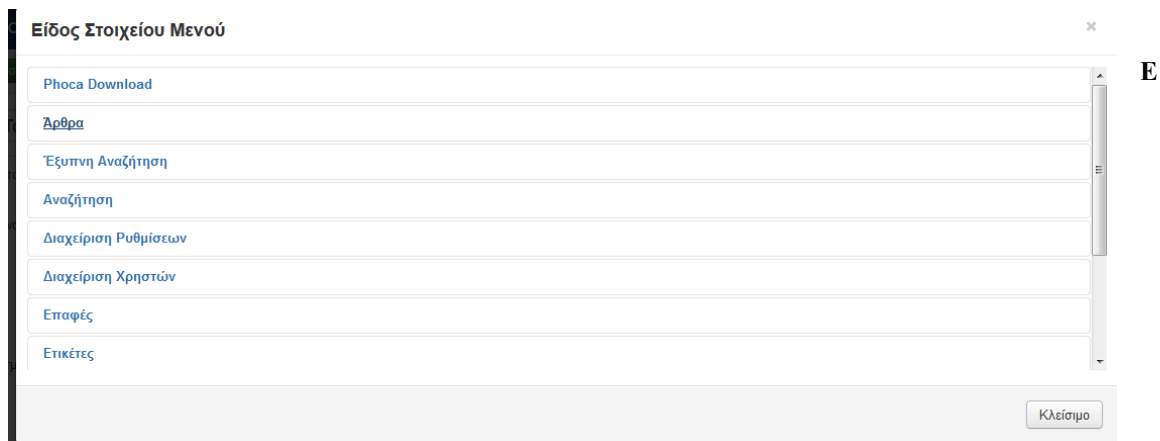 Είδος Στοιχείου Μενού
×
E
Phoca Download
Άρθρα
Έξυπνη Αναζήτηση
Αναζήτηση
Διαχείριση Ρυθμίσεων
Διαχείριση Χρηστών
Επαφές
Ετικέτες
Κλείσιμο